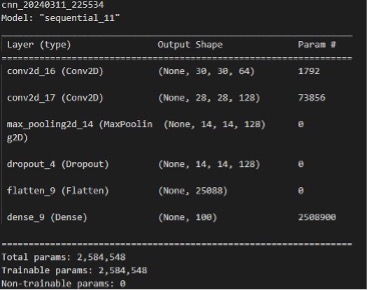 cnn_20240311_225534
Model: "sequential_11"
_________________________________________________________________
Layer (type)                Output Shape              Param #
=================================================================
conv2d_16 (Conv2D)          (None, 30, 30, 64)        1792
conv2d_17 (Conv2D)          (None, 28, 28, 128)       73856
max_pooling2d_14 (MaxPoolin  (None, 14, 14, 128)      0
g2D)
dropout_4 (Dropout)         (None, 14, 14, 128)       0
flatten_9 (Flatten)         (None, 25088)             0
dense_9 (Dense)             (None, 100)               2508900
=================================================================
Total params: 2,584,548
Trainable params: 2,584,548
Non-trainable params: 0